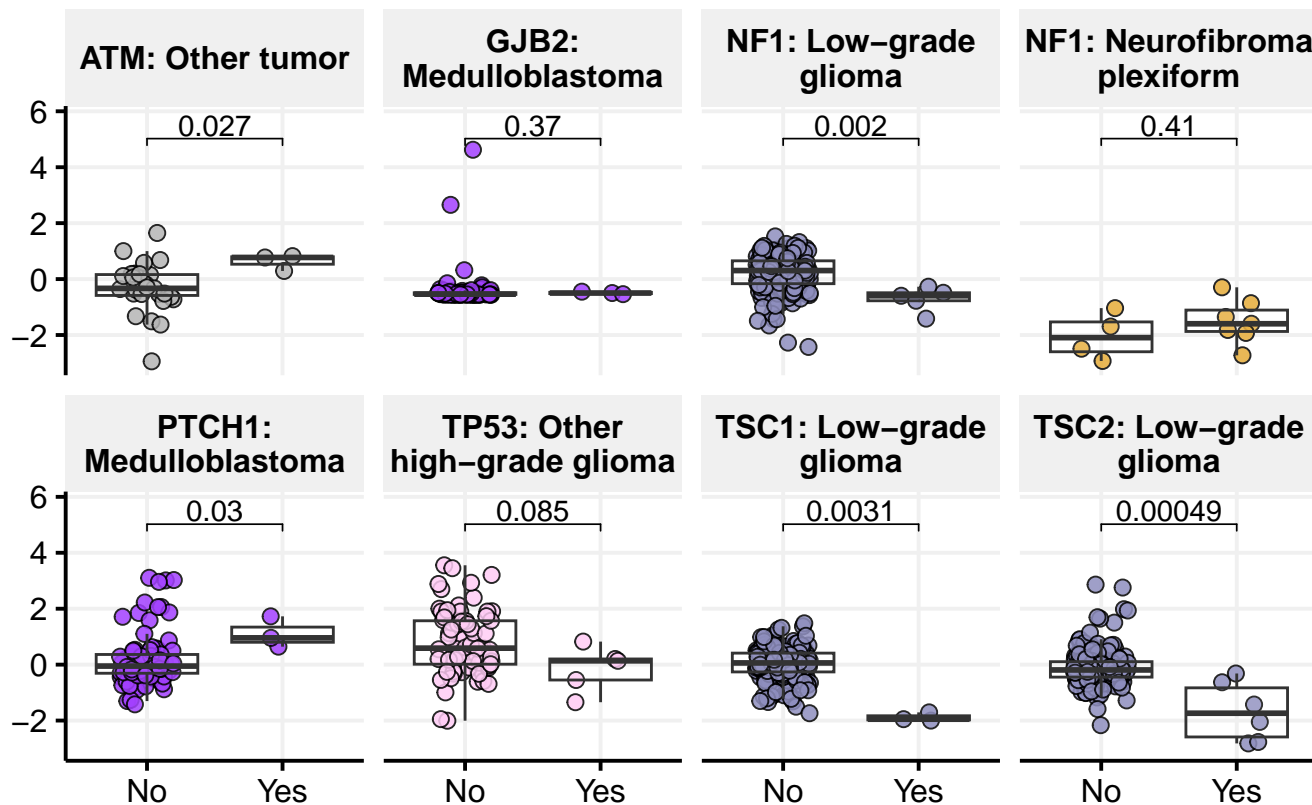 ATM: Other tumor
GJB2:
Medulloblastoma
NF1: Low−grade
glioma
NF1: Neurofibroma
plexiform
6
4
2
0
−2
0.027
0.37
0.002
0.41
PTCH1:
Medulloblastoma
TP53: Other
high−grade glioma
TSC1: Low−grade
glioma
TSC2: Low−grade
glioma
6
4
2
0
−2
0.03
0.085
0.0031
0.00049
No
Yes
No
Yes
No
Yes
No
Yes